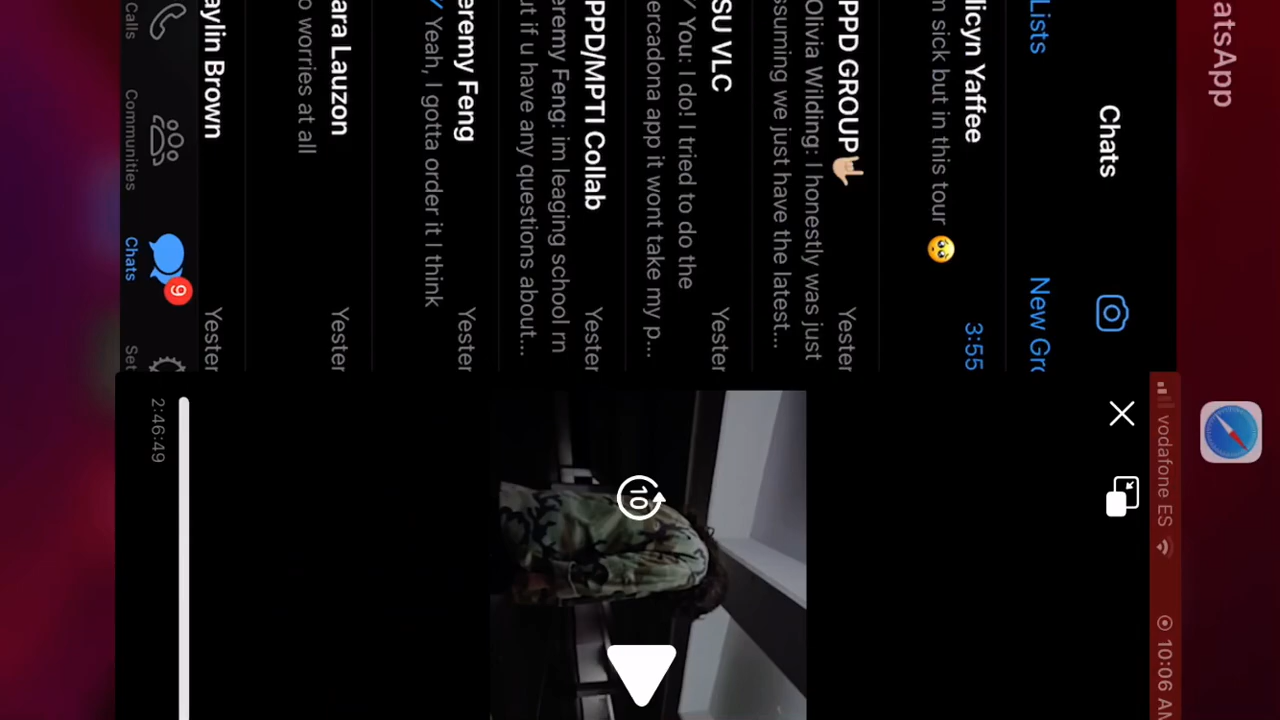 atsApp
Chats
Lists
New Gr
licyn Yaffee
3:55
m sick but in this tour 🥺
PPD GROUP🤟🏼
Yester
Olivia Wilding: I honestly was just
ssuming we just have the latest...
SU VLC
Yester
You: I do! I tried to do the
ercadona app it wont take my p...
PPD/MPTI Collab
Yester
eremy Feng: im leaging school rn
ut if u have any questions about...
eremy Feng
Yester
Yeah, I gotta order it I think
ara Lauzon
Yester
o worries at all
aylin Brown
Yester
Calls
Communities
Chats
9
Set
vodafone ES
10:06 AM
10
2:46:49